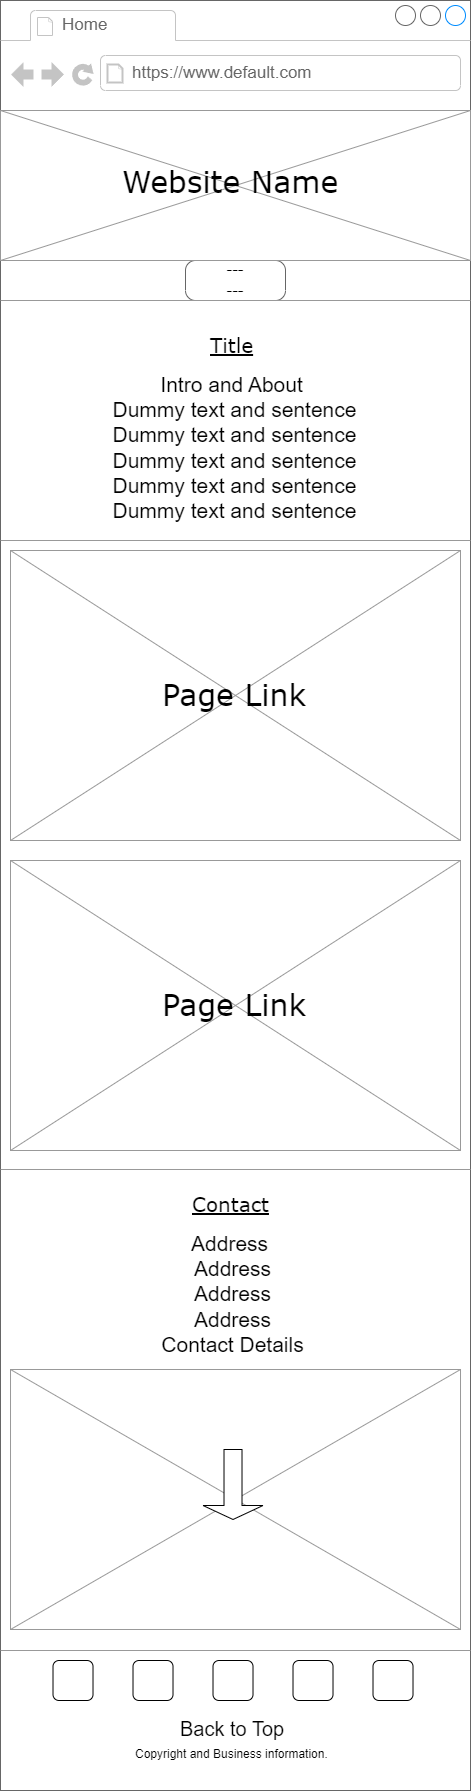 Home
https://www.default.com
Website Name
---
---
Title
Intro and About
Dummy text and sentence
Dummy text and sentence
Dummy text and sentence
Dummy text and sentence
Dummy text and sentence
Page Link
Page Link
Contact
Address
Address
Address
Address
Contact Details
Back to Top
Copyright and Business information.